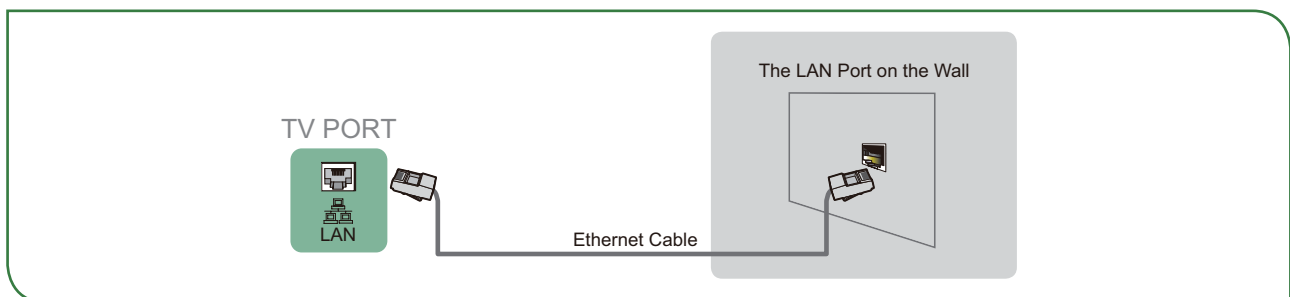 The LAN Port on the Wall
TV PORT
LAN
Ethernet Cable